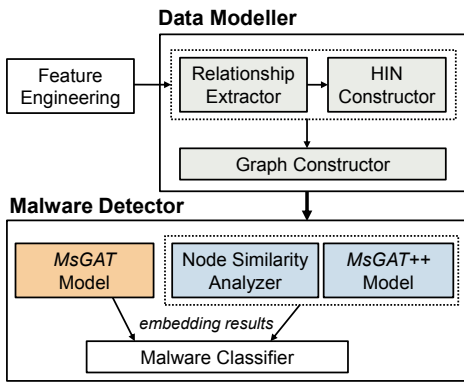 Data Modeller
Feature
Engineering
Relationship
Extractor
HIN
Constructor
Graph Constructor
Malware Detector
MsGAT
Model
Node Similarity
Analyzer
MsGAT++
Model
embedding results
Malware Classifier